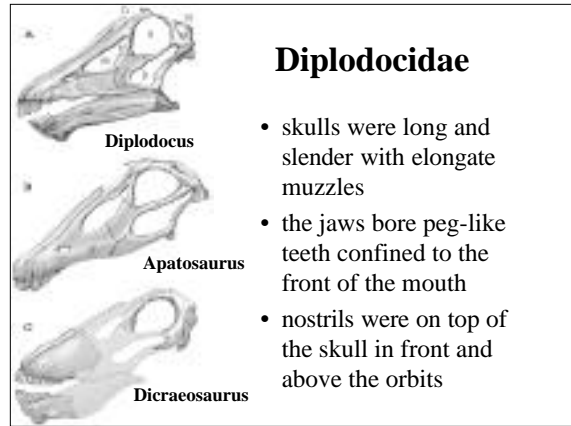 Diplodocidae
• skulls were long and
slender with elongate
muzzles
• the jaws bore peg-like
teeth confined to the
front of the mouth
• nostrils were on top of
the skull in front and
above the orbits
A
Diplodocus
B
Apatosaurus
C
Dicraeosaurus